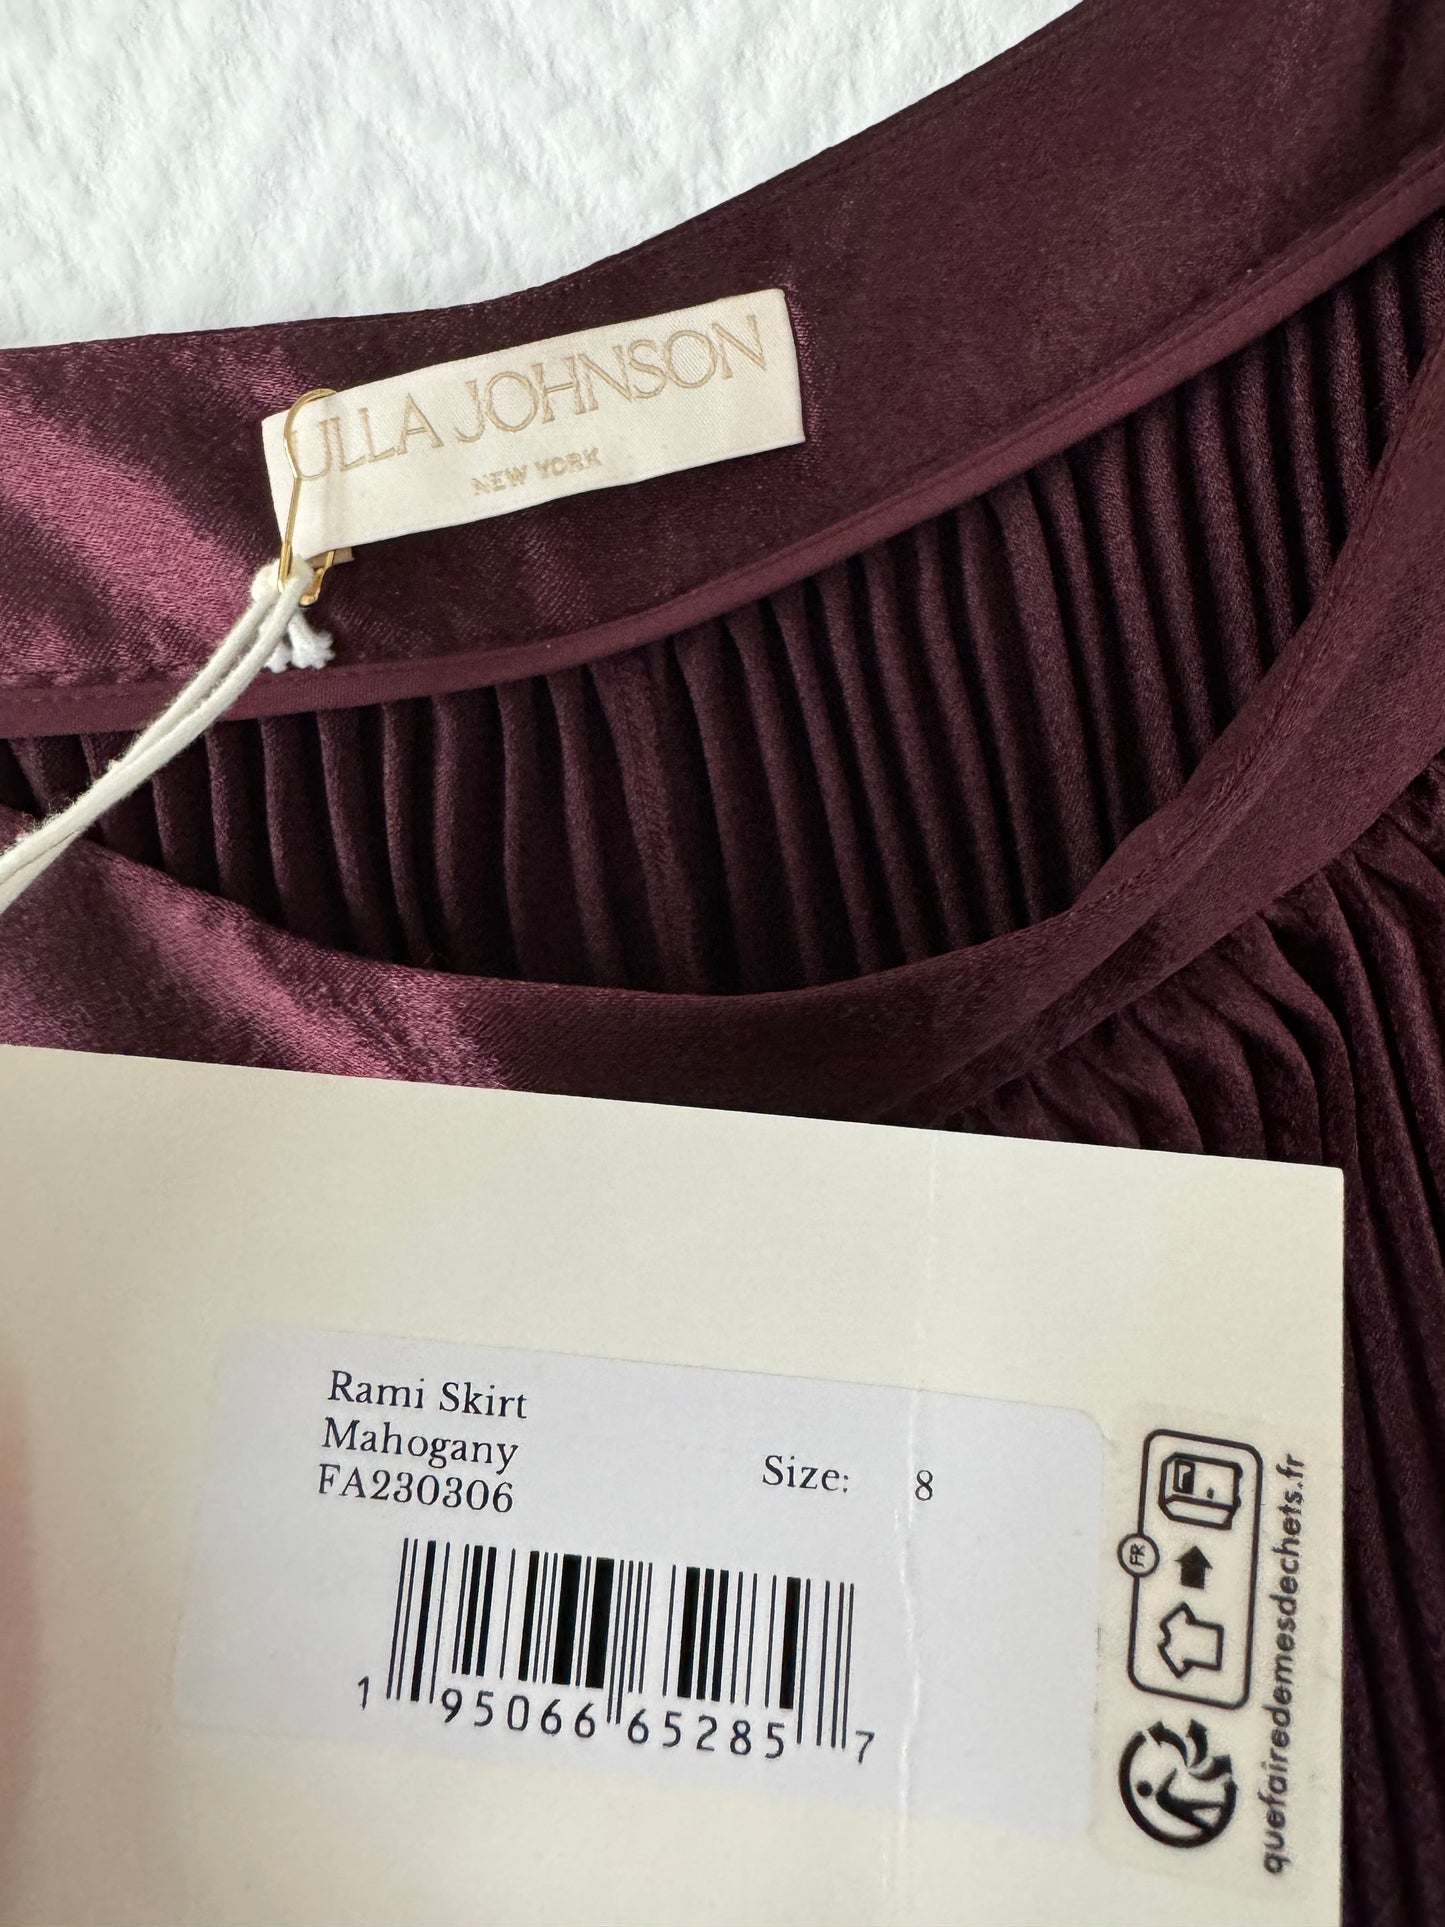 ULLA JOHNSON
NEW YORK
Rami Skirt
Mahogany
FA230306
Size: 8
1 95066 65285 7
FR
quefairedemesdechets.fr